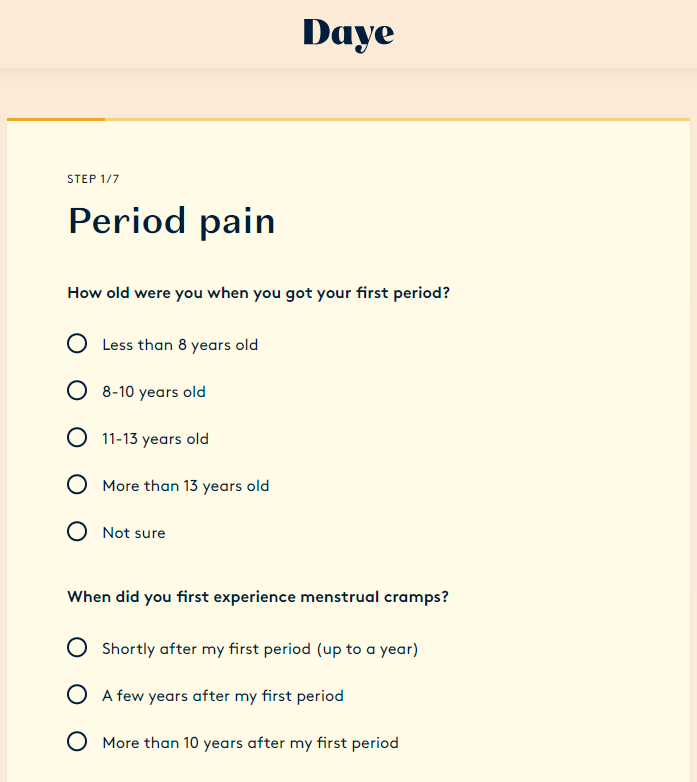 Daye
STEP 1/7
Period pain
How old were you when you got your first period?
Less than 8 years old
8-10 years old
11-13 years old
More than 13 years old
Not sure
When did you first experience menstrual cramps?
Shortly after my first period (up to a year)
A few years after my first period
More than 10 years after my first period